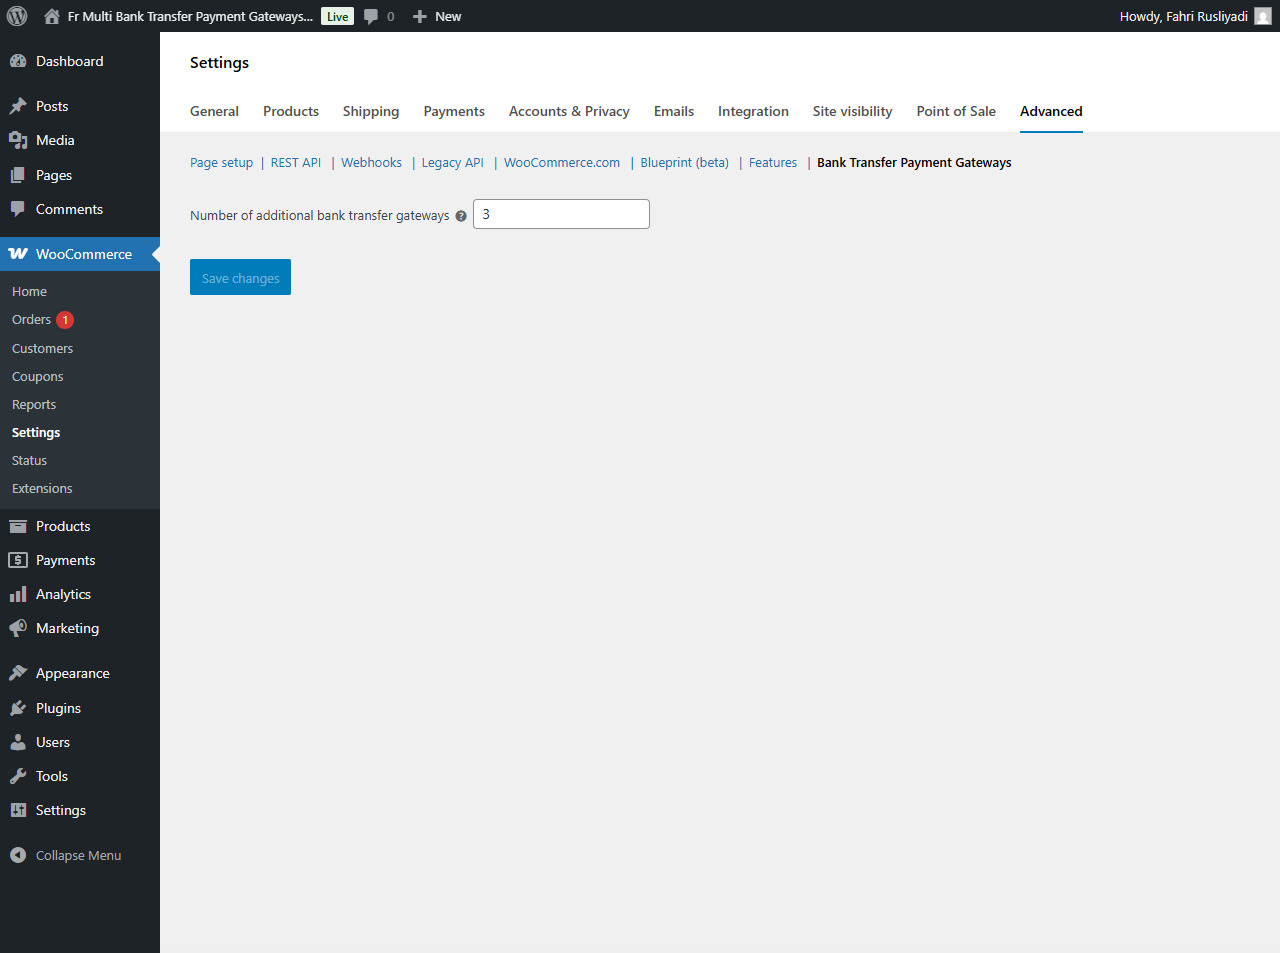 Fr Multi Bank Transfer Payment Gateways... Live 0 New Howdy, Fahri Rusliyadi
Dashboard
Posts
Media
Pages
Comments
WooCommerce
Home
Orders 1
Customers
Coupons
Reports
Settings
Status
Extensions
Products
Payments
Analytics
Marketing
Appearance
Plugins
Users
Tools
Settings
Collapse Menu
Settings
General Products Shipping Payments Accounts & Privacy Emails Integration Site visibility Point of Sale Advanced
Page setup | REST API | Webhooks | Legacy API | WooCommerce.com | Blueprint (beta) | Features | Bank Transfer Payment Gateways
Number of additional bank transfer gateways ? 3
Save changes